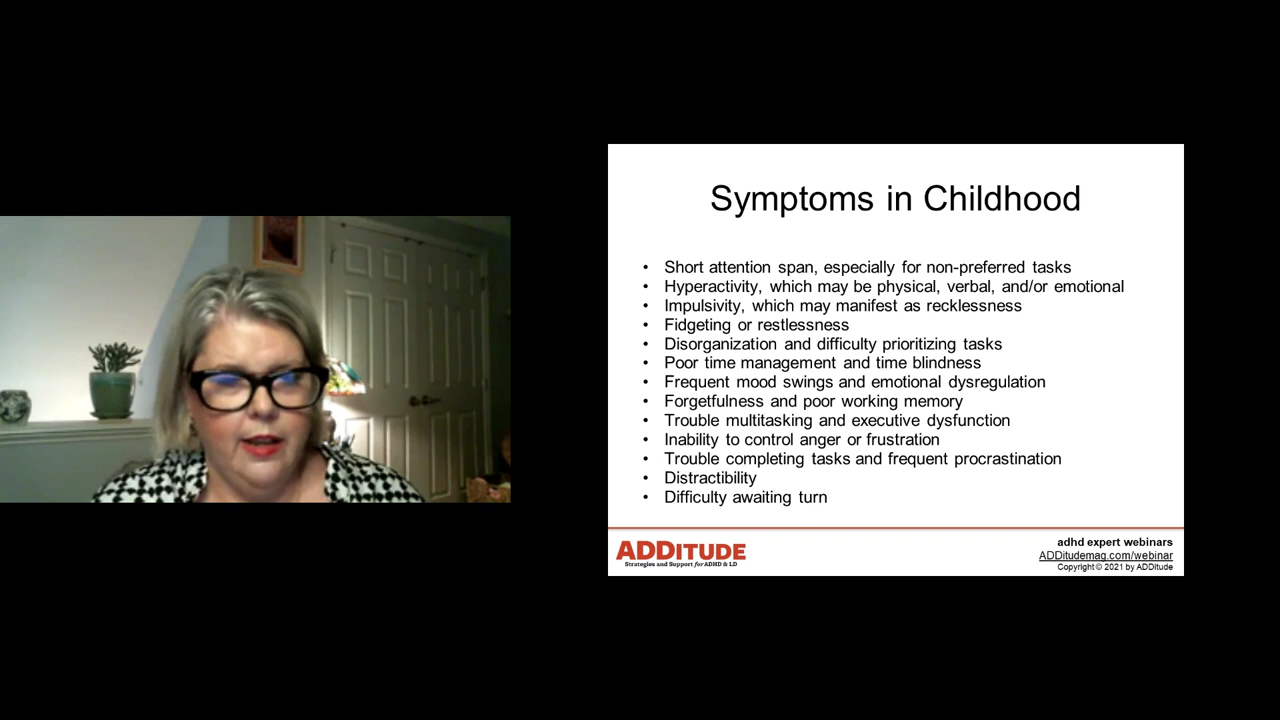 Symptoms in Childhood
• Short attention span, especially for non-preferred tasks
• Hyperactivity, which may be physical, verbal, and/or emotional
• Impulsivity, which may manifest as recklessness
• Fidgeting or restlessness
• Disorganization and difficulty prioritizing tasks
• Poor time management and time blindness
• Frequent mood swings and emotional dysregulation
• Forgetfulness and poor working memory
• Trouble multitasking and executive dysfunction
• Inability to control anger or frustration
• Trouble completing tasks and frequent procrastination
• Distractibility
• Difficulty awaiting turn
ADDITUDE
Strategies and Support for ADHD & LD
adhd expert webinars
ADDitudemag.com/webinar
Copyright © 2021 by ADDitude